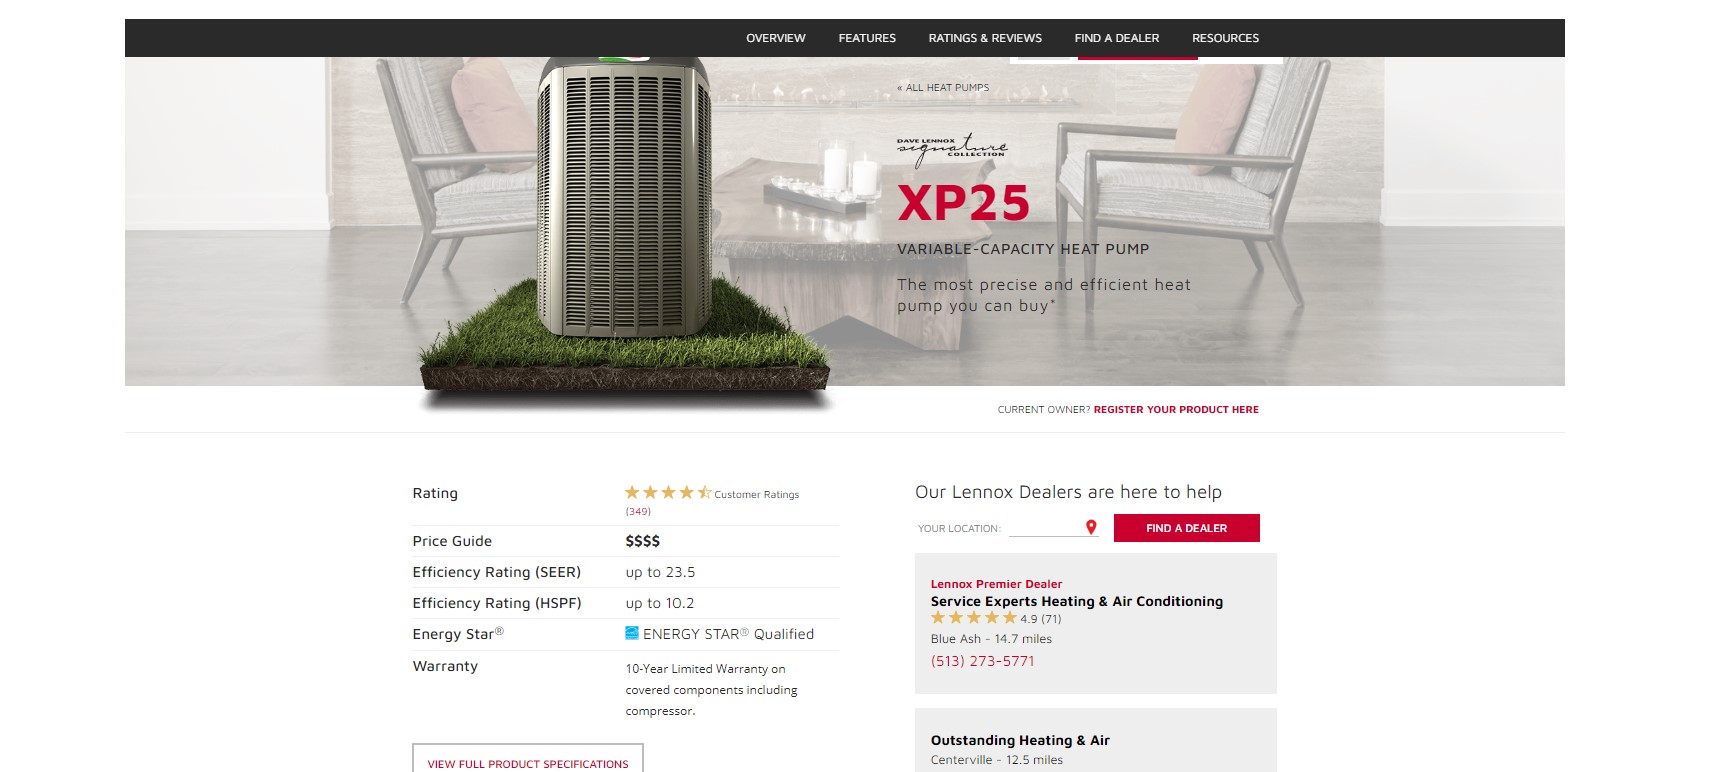 OVERVIEW FEATURES RATINGS & REVIEWS FIND A DEALER RESOURCES
« ALL HEAT PUMPS
DAVE LENNOX
signature
COLLECTION
XP25
VARIABLE-CAPACITY HEAT PUMP
The most precise and efficient heat
pump you can buy*
CURRENT OWNER? REGISTER YOUR PRODUCT HERE
Rating Customer Ratings
(349)
Price Guide $$$$
Efficiency Rating (SEER) up to 23.5
Efficiency Rating (HSPF) up to 10.2
Energy Star® ENERGY STAR® Qualified
Warranty 10-Year Limited Warranty on
covered components including
compressor.
VIEW FULL PRODUCT SPECIFICATIONS
Our Lennox Dealers are here to help
YOUR LOCATION: FIND A DEALER
Lennox Premier Dealer
Service Experts Heating & Air Conditioning
4.9 (71)
Blue Ash - 14.7 miles
(513) 273-5771
Outstanding Heating & Air
Centerville - 12.5 miles